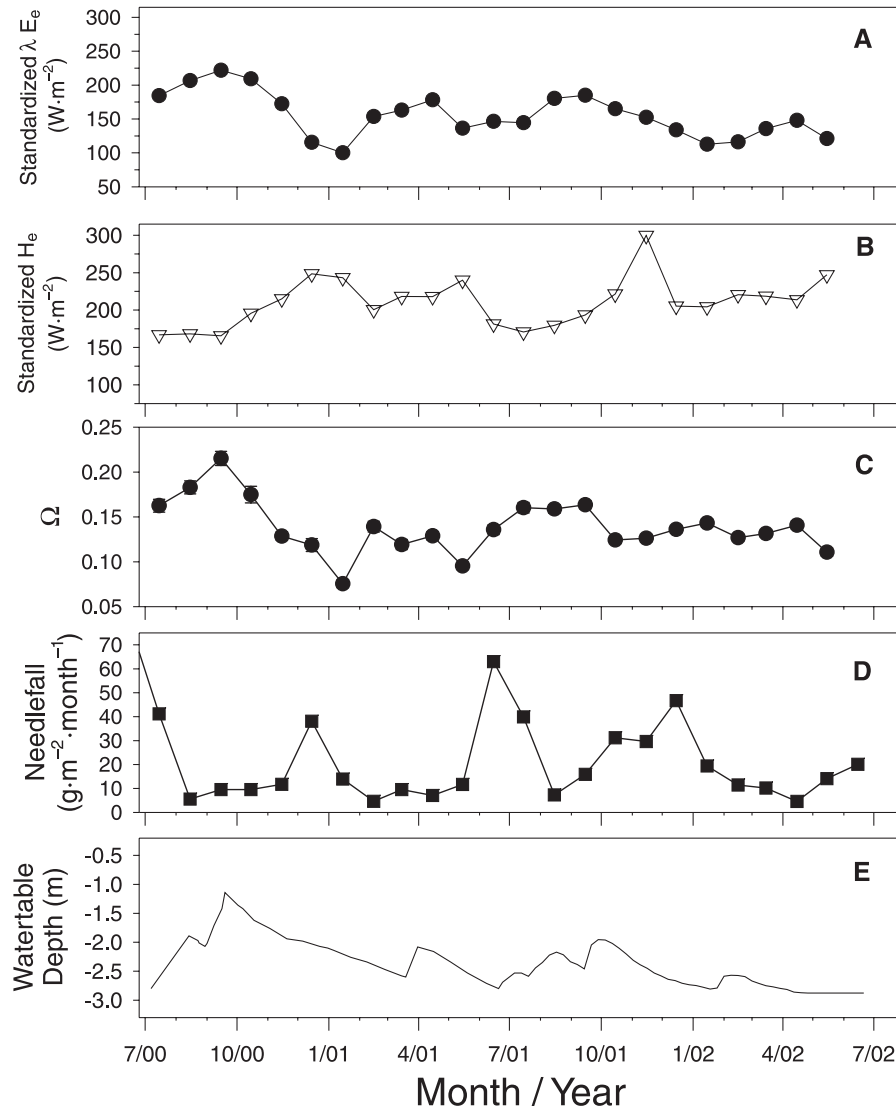 Standardized λ Eₑ
(W·m⁻²)
300
250
200
150
100
50
A
Standardized Hₑ
(W·m⁻²)
300
250
200
150
100
B
Ω
0.25
0.20
0.15
0.10
0.05
C
Needlefall
(g·m⁻²·month⁻¹)
70
60
50
40
30
20
10
0
D
Watertable
Depth (m)
-0.5
-1.0
-1.5
-2.0
-2.5
-3.0
E
7/00 10/00 1/01 4/01 7/01 10/01 1/02 4/02 7/02
Month / Year